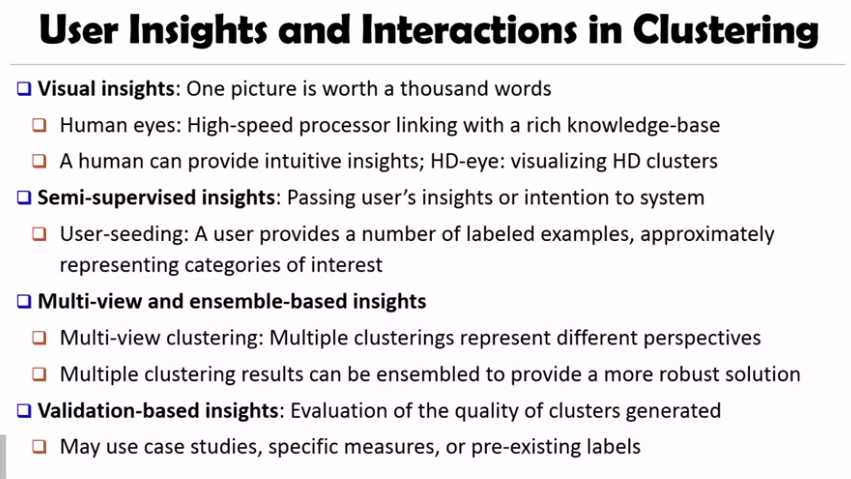 User Insights and Interactions in Clustering
Visual insights: One picture is worth a thousand words
Human eyes: High-speed processor linking with a rich knowledge-base
A human can provide intuitive insights; HD-eye: visualizing HD clusters
Semi-supervised insights: Passing user's insights or intention to system
User-seeding: A user provides a number of labeled examples, approximately
representing categories of interest
Multi-view and ensemble-based insights
Multi-view clustering: Multiple clusterings represent different perspectives
Multiple clustering results can be ensembled to provide a more robust solution
Validation-based insights: Evaluation of the quality of clusters generated
May use case studies, specific measures, or pre-existing labels